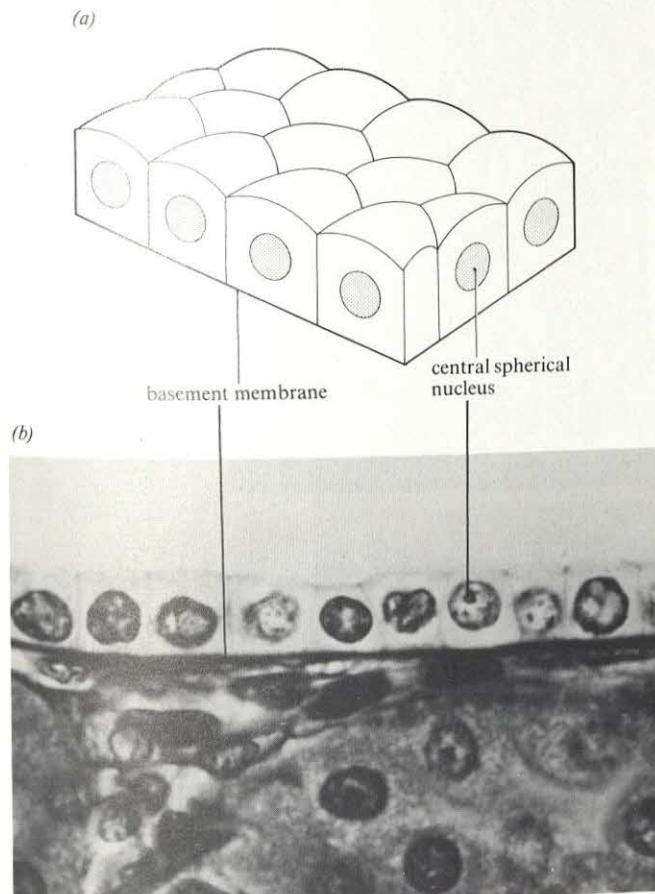 (a)
basement membrane
central spherical
nucleus
(b)